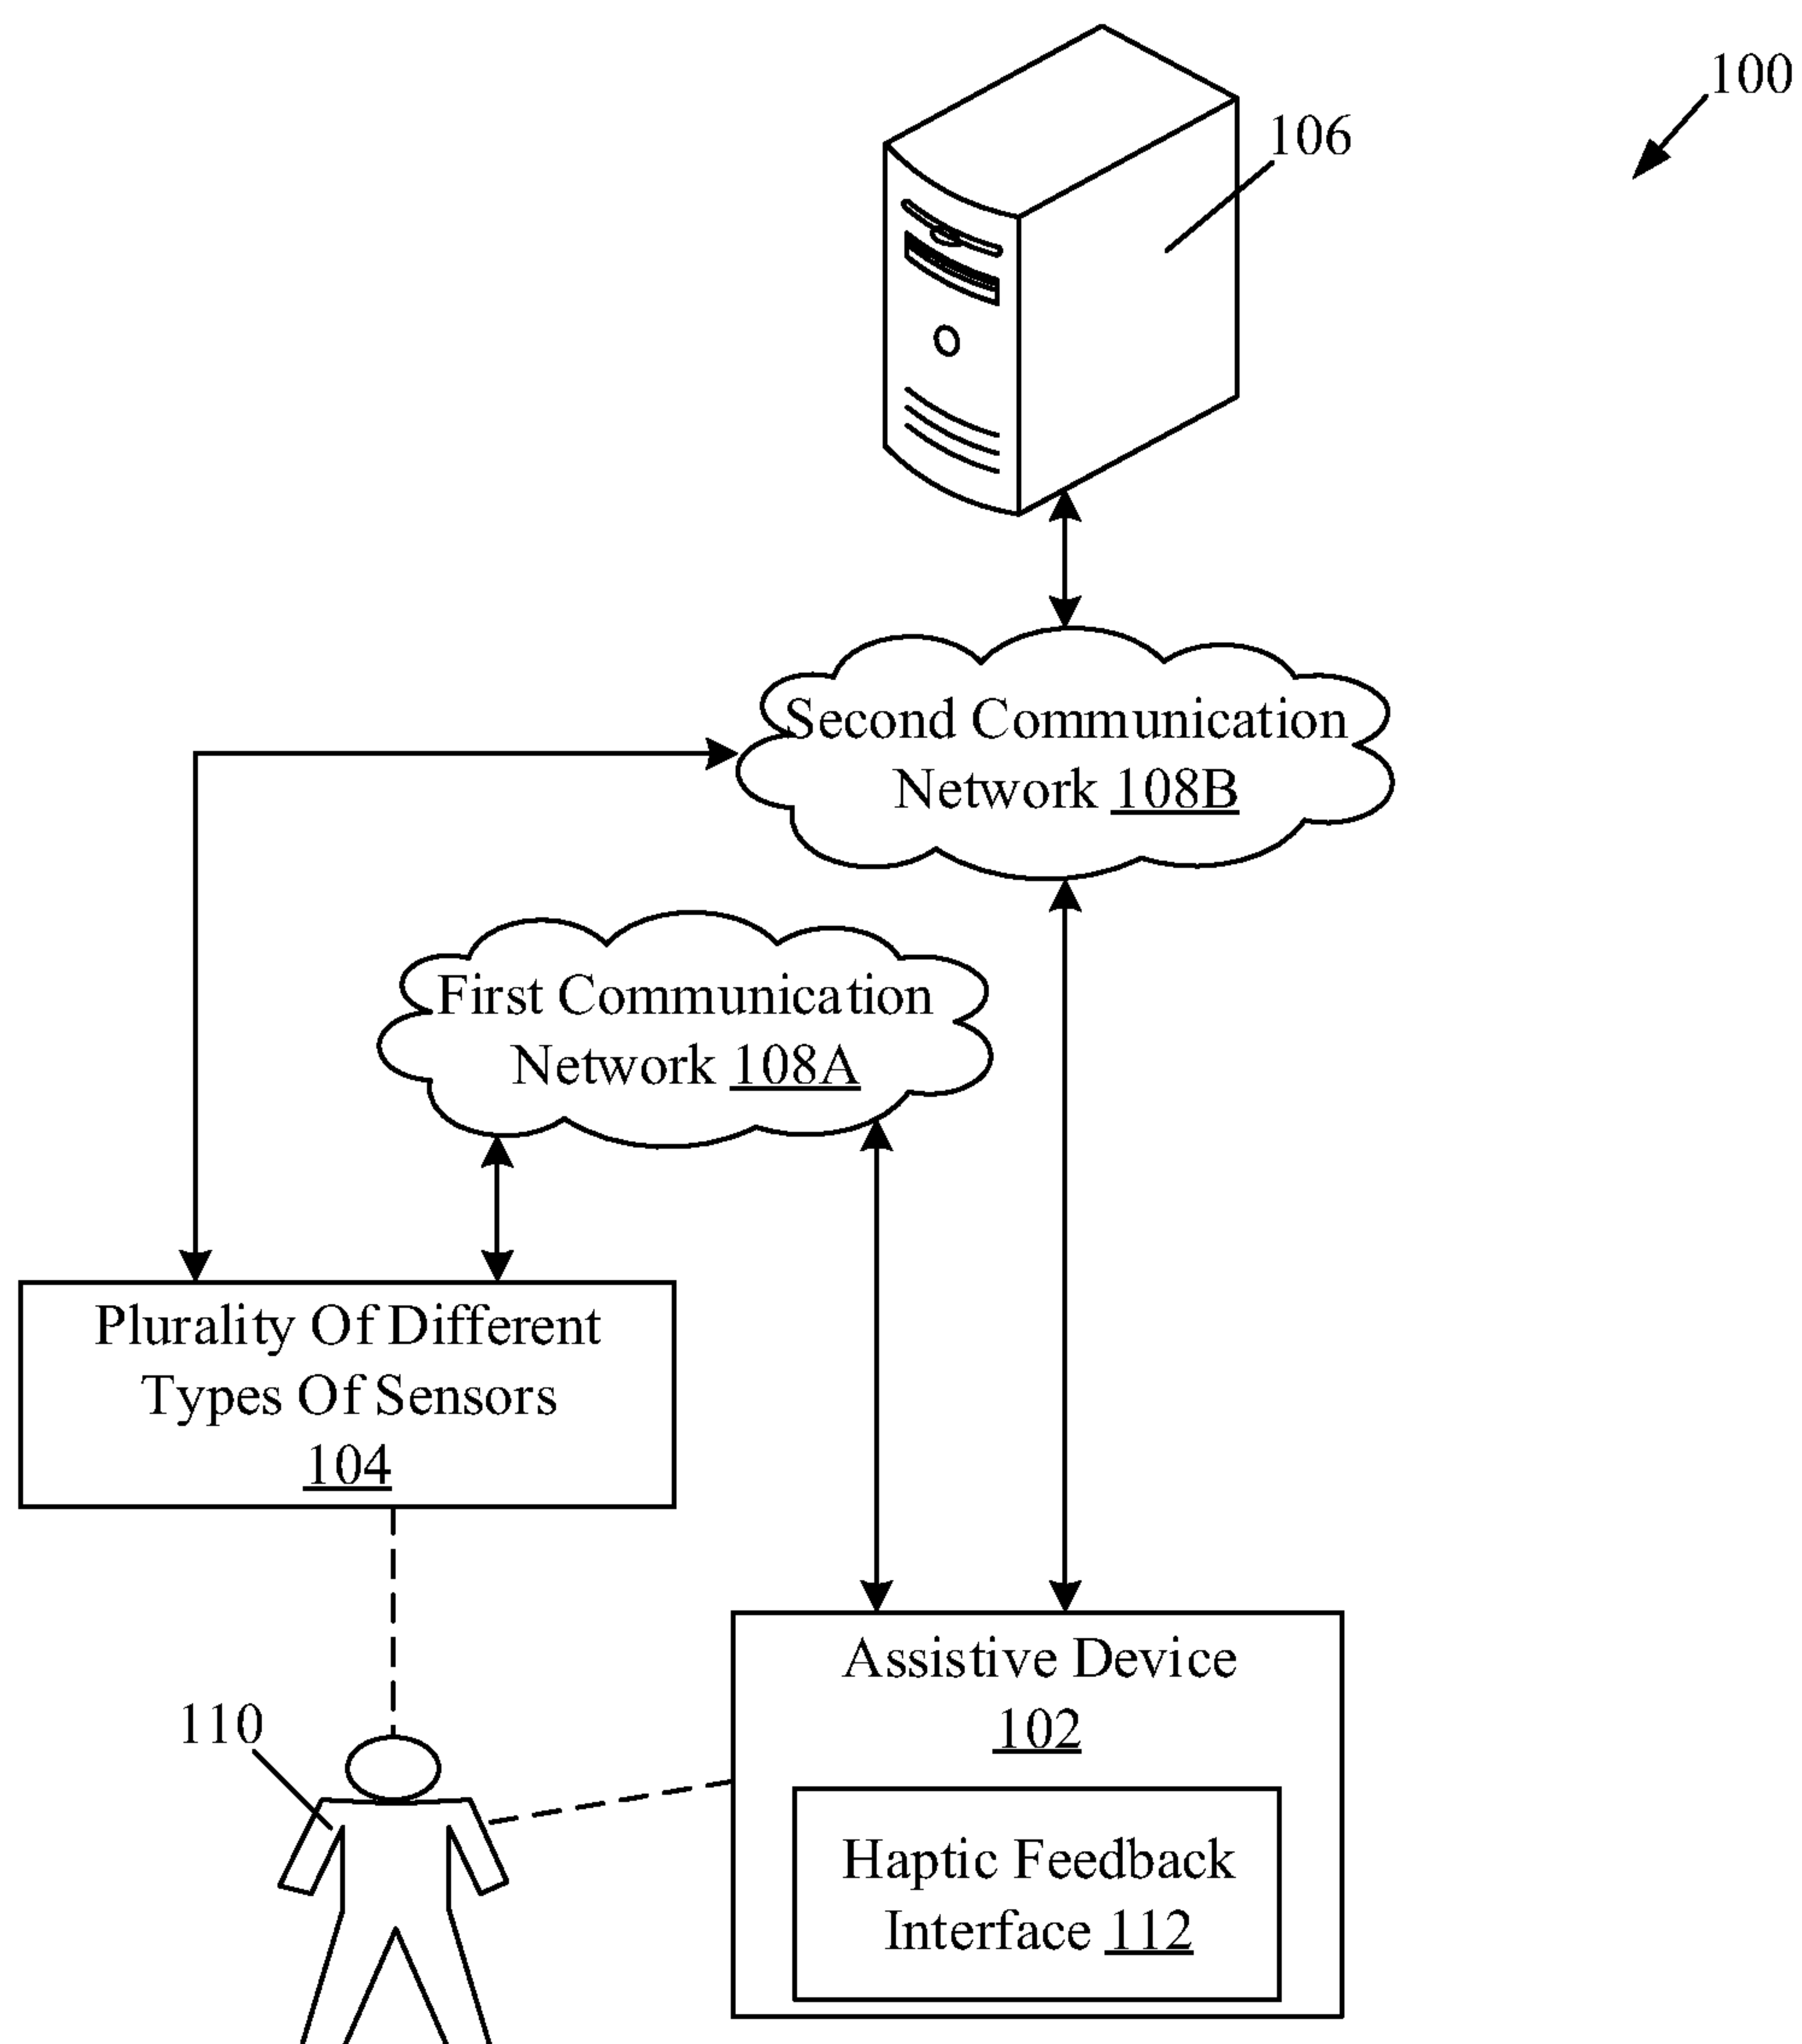 100
106
Second Communication
Network 108B
First Communication
Network 108A
Plurality Of Different
Types Of Sensors
104
Assistive Device
102
110
Haptic Feedback
Interface 112